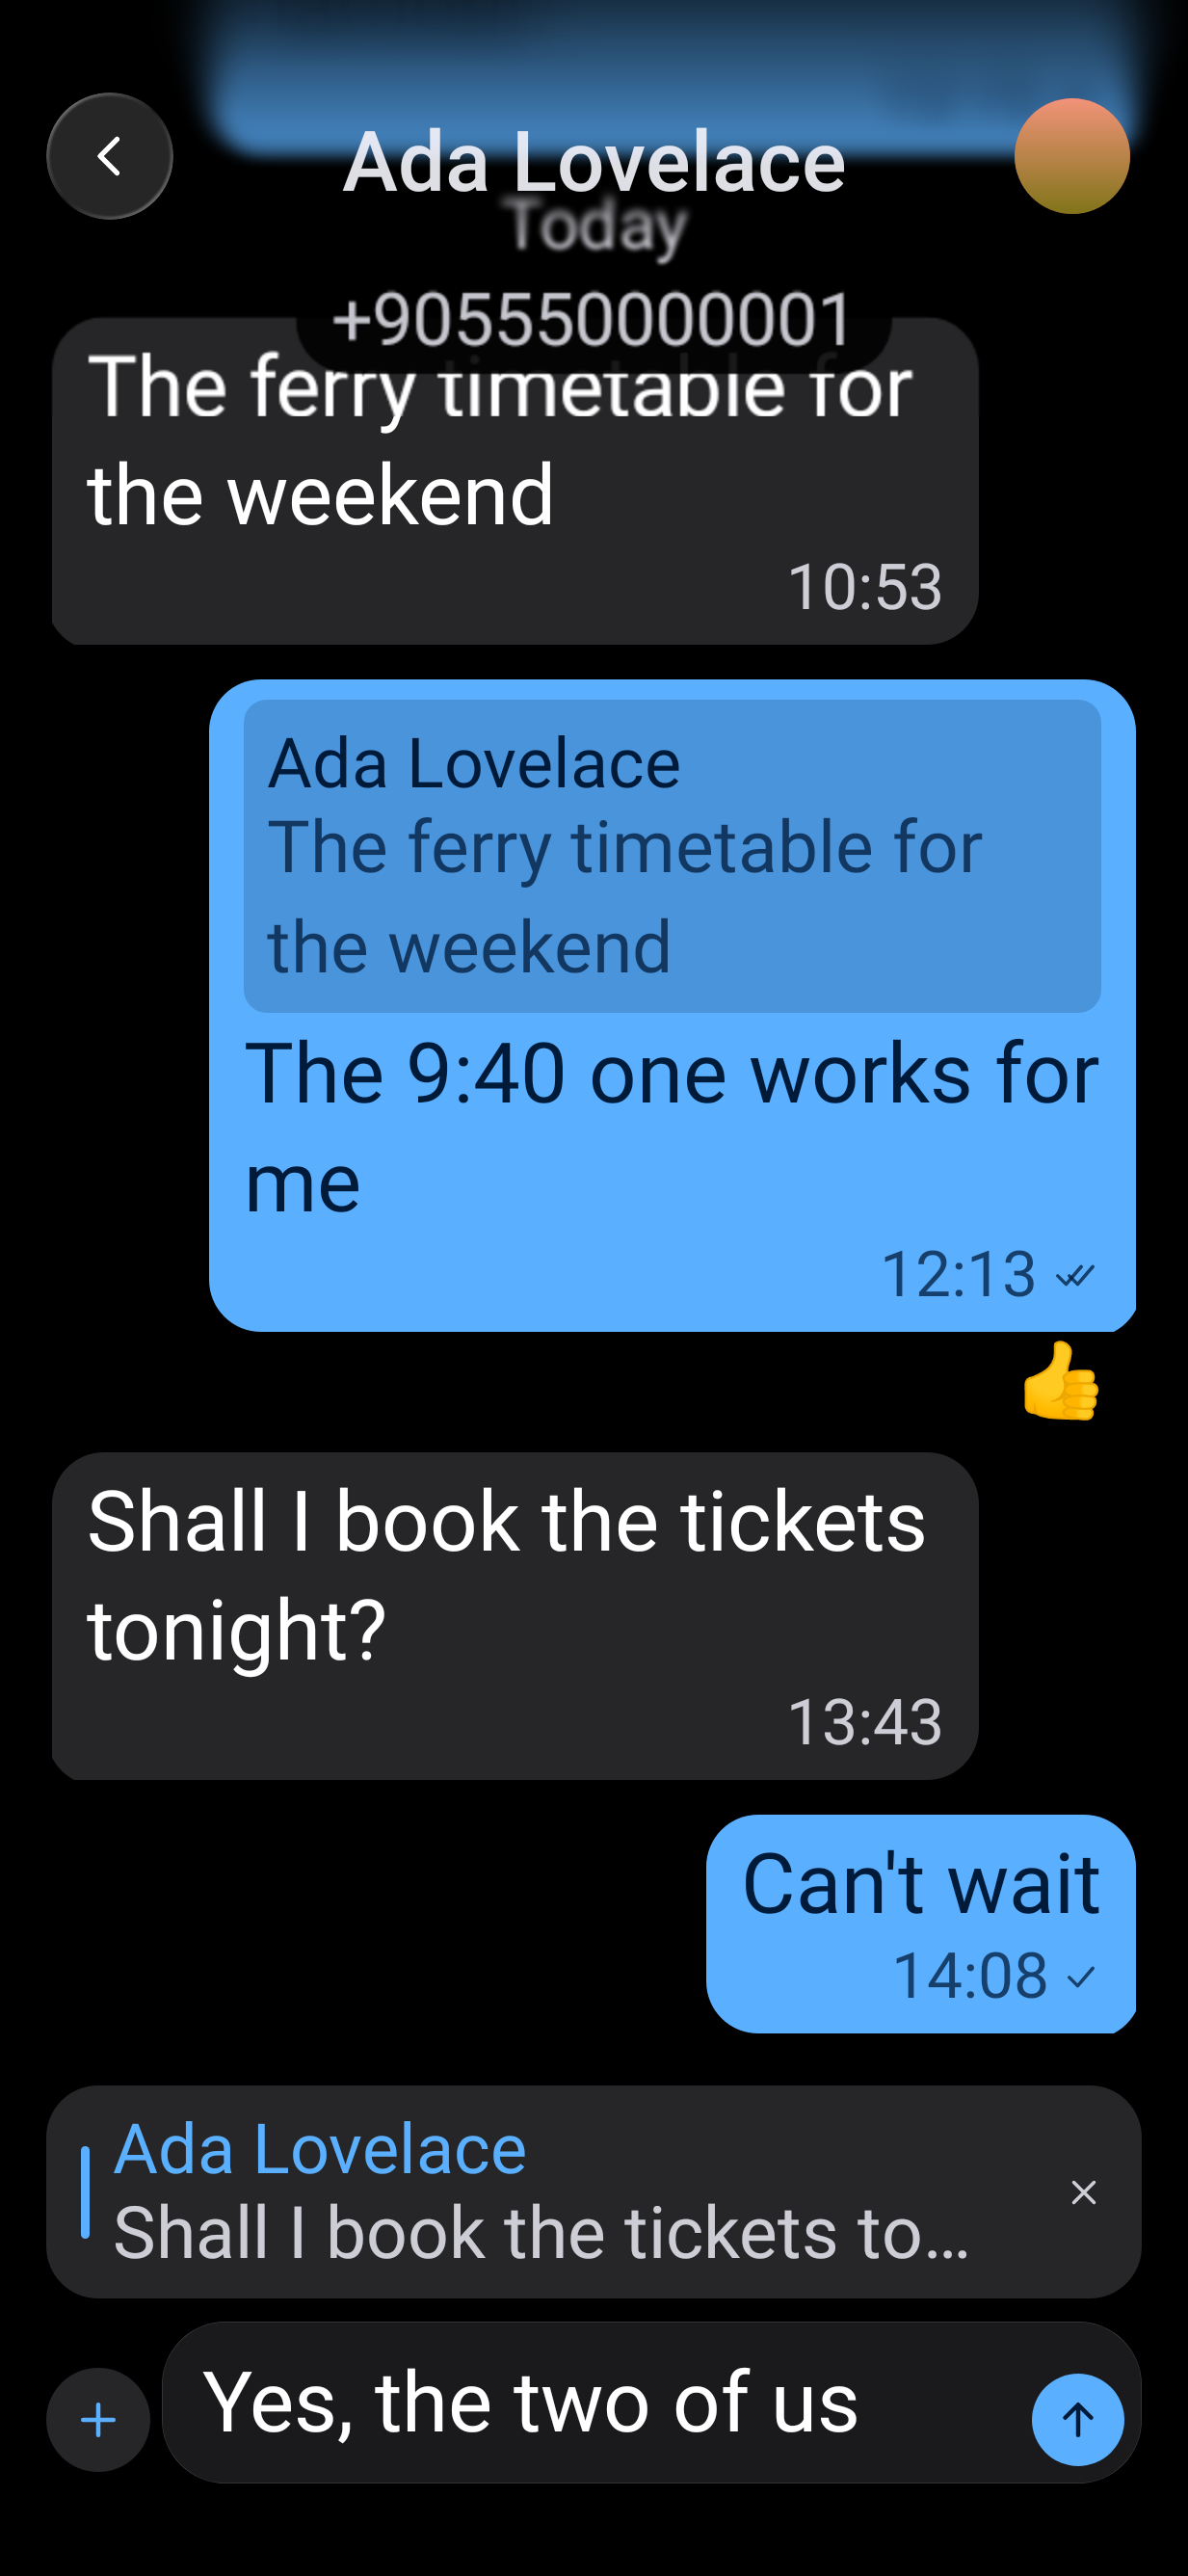 Ada Lovelace
Today
+905550000001
The ferry timetable for
the weekend
10:53
Ada Lovelace
The ferry timetable for
the weekend
The 9:40 one works for
me
12:13
Shall I book the tickets
tonight?
13:43
Can't wait
14:08
Ada Lovelace
Shall I book the tickets to…
Yes, the two of us